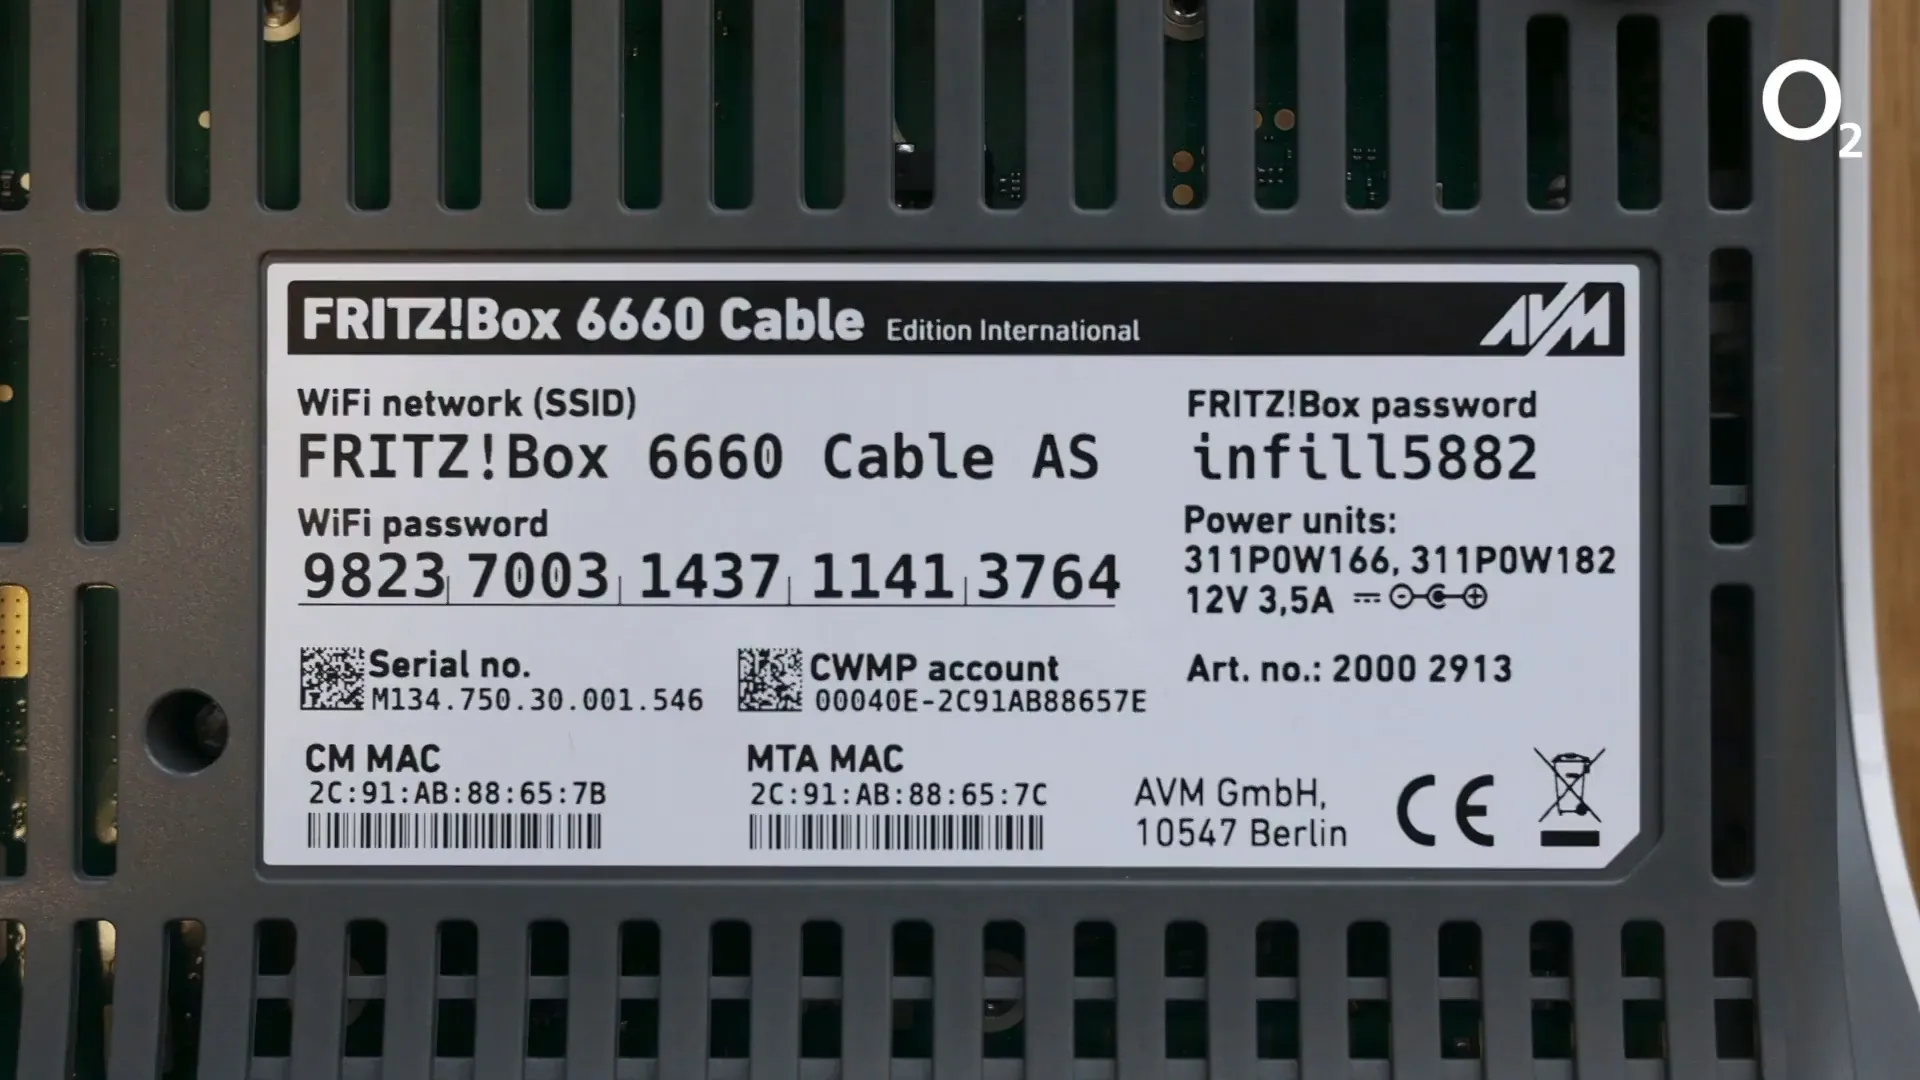 O2
FRITZ!Box 6660 Cable Edition International AVM
WiFi network (SSID)
FRITZ!Box 6660 Cable AS
WiFi password
9823 7003 1437 1141 3764
FRITZ!Box password
infill5882
Power units:
311P0W166, 311P0W182
12V 3,5A
Serial no.
M134.750.30.001.546
CWMP account
00040E-2C91AB88657E
Art. no.: 2000 2913
CM MAC
2C:91:AB:88:65:7B
MTA MAC
2C:91:AB:88:65:7C
AVM GmbH,
10547 Berlin
CE